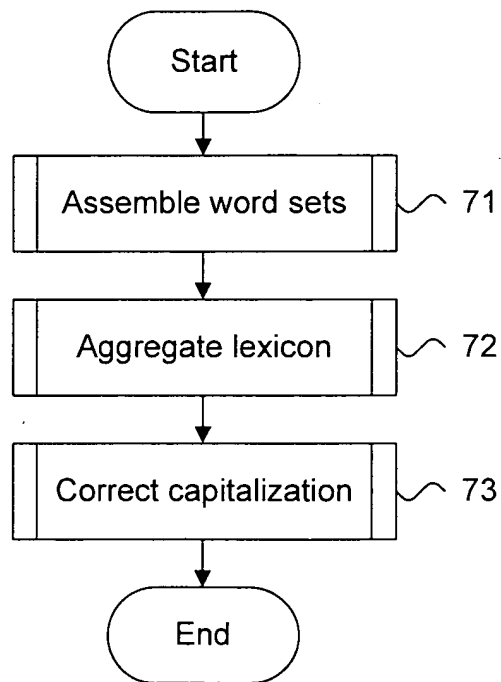 Start
Assemble word sets 71
Aggregate lexicon 72
Correct capitalization 73
End